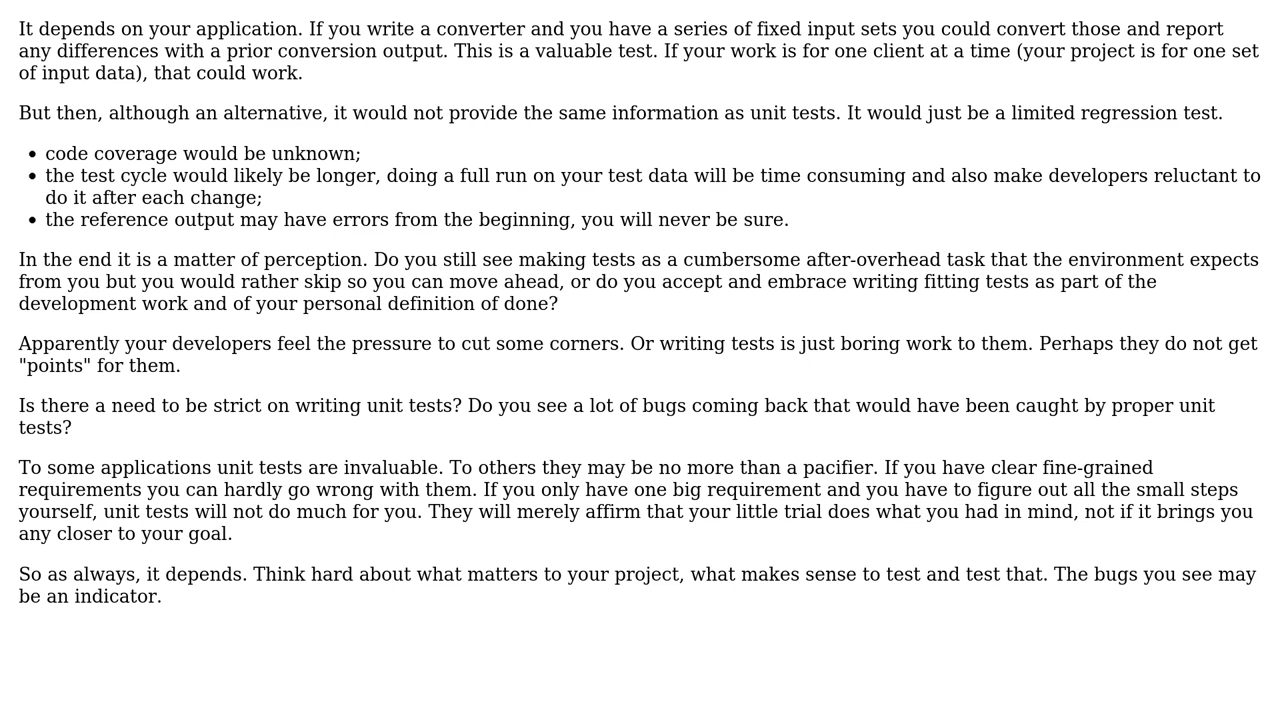 It depends on your application. If you write a converter and you have a series of fixed input sets you could convert those and report
any differences with a prior conversion output. This is a valuable test. If your work is for one client at a time (your project is for one set
of input data), that could work.
But then, although an alternative, it would not provide the same information as unit tests. It would just be a limited regression test.
• code coverage would be unknown;
• the test cycle would likely be longer, doing a full run on your test data will be time consuming and also make developers reluctant to
do it after each change;
• the reference output may have errors from the beginning, you will never be sure.
In the end it is a matter of perception. Do you still see making tests as a cumbersome after-overhead task that the environment expects
from you but you would rather skip so you can move ahead, or do you accept and embrace writing fitting tests as part of the
development work and of your personal definition of done?
Apparently your developers feel the pressure to cut some corners. Or writing tests is just boring work to them. Perhaps they do not get
"points" for them.
Is there a need to be strict on writing unit tests? Do you see a lot of bugs coming back that would have been caught by proper unit
tests?
To some applications unit tests are invaluable. To others they may be no more than a pacifier. If you have clear fine-grained
requirements you can hardly go wrong with them. If you only have one big requirement and you have to figure out all the small steps
yourself, unit tests will not do much for you. They will merely affirm that your little trial does what you had in mind, not if it brings you
any closer to your goal.
So as always, it depends. Think hard about what matters to your project, what makes sense to test and test that. The bugs you see may
be an indicator.